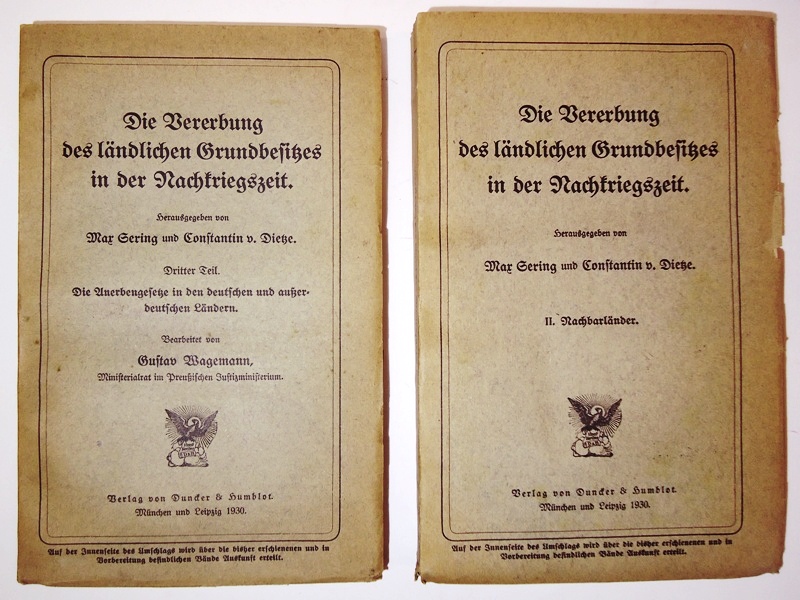 Die Vererbung
des ländlichen Grundbesitzes
in der Nachkriegszeit.
Herausgegeben von
Max Sering und Constantin v. Dietze.
Dritter Teil.
Die Anerbengesetze in den deutschen und außer-
deutschen Ländern.
Bearbeitet von
Gustav Wagemann,
Ministerialrat im Preußischen Justizministerium.
Verlag von Duncker & Humblot.
München und Leipzig 1930.
Auf der Innenseite des Umschlags wird über die bisher erschienenen und in
Vorbereitung befindlichen Bände Auskunft erteilt.
Die Vererbung
des ländlichen Grundbesitzes
in der Nachkriegszeit.
Herausgegeben von
Max Sering und Constantin v. Dietze.
II. Nachbarländer.
Verlag von Duncker & Humblot.
München und Leipzig 1930.
Auf der Innenseite des Umschlags wird über die bisher erschienenen und in
Vorbereitung befindlichen Bände Auskunft erteilt.